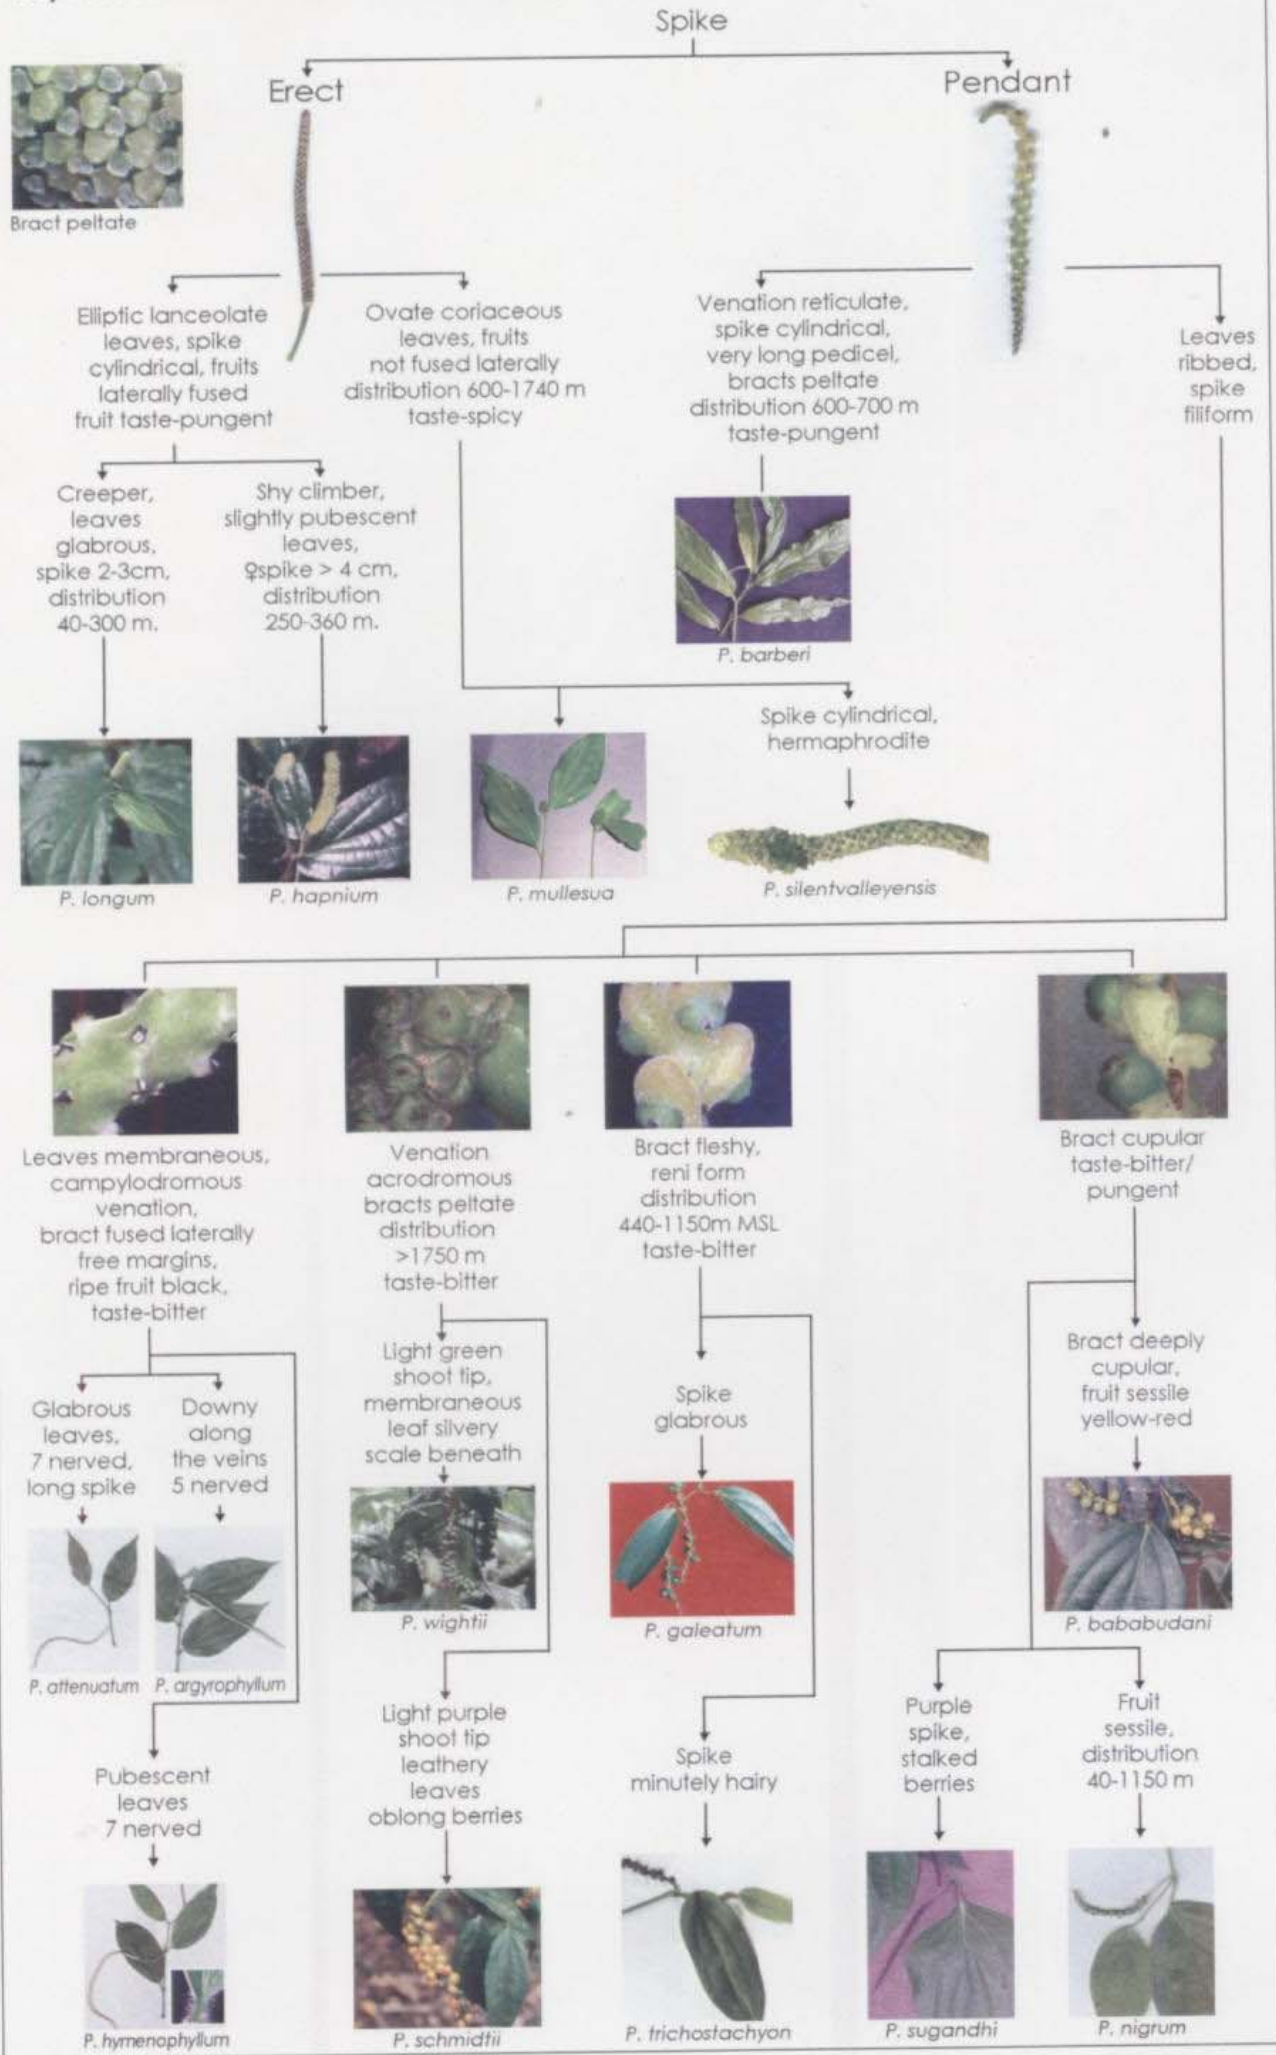 Spike
Erect
Pendant
Bract peltate
Elliptic lanceolate
leaves, spike
cylindrical, fruits
laterally fused
fruit taste-pungent
Ovate coriaceous
leaves, fruits
not fused laterally
distribution 600-1740 m
taste-spicy
Venation reticulate,
spike cylindrical,
very long pedicel,
bracts peltate
distribution 600-700 m
taste-pungent
Leaves
ribbed,
spike
filiform
Creeper,
leaves
glabrous,
spike 2-3cm,
distribution
40-300 m.
Shy climber,
slightly pubescent
leaves,
♀spike > 4 cm,
distribution
250-360 m.
P. barberi
Spike cylindrical,
hermaphrodite
P. longum
P. hapnium
P. mullesua
P. silentvalleyensis
Leaves membraneous,
campylodromous
venation,
bract fused laterally
free margins,
ripe fruit black,
taste-bitter
Venation
acrodromous
bracts peltate
distribution
>1750 m
taste-bitter
Bract fleshy,
reni form
distribution
440-1150m MSL
taste-bitter
Bract cupular
taste-bitter/
pungent
Glabrous
leaves,
7 nerved,
long spike
Downy
along
the veins
5 nerved
Light green
shoot tip,
membraneous
leaf silvery
scale beneath
Spike
glabrous
Bract deeply
cupular,
fruit sessile
yellow-red
P. attenuatum
P. argyrophyllum
P. wightii
P. galeatum
P. bababudani
Pubescent
leaves
7 nerved
Light purple
shoot tip
leathery
leaves
oblong berries
Spike
minutely hairy
Purple
spike,
stalked
berries
Fruit
sessile,
distribution
40-1150 m
P. hymenophyllum
P. schmidtii
P. trichostachyon
P. sugandhi
P. nigrum